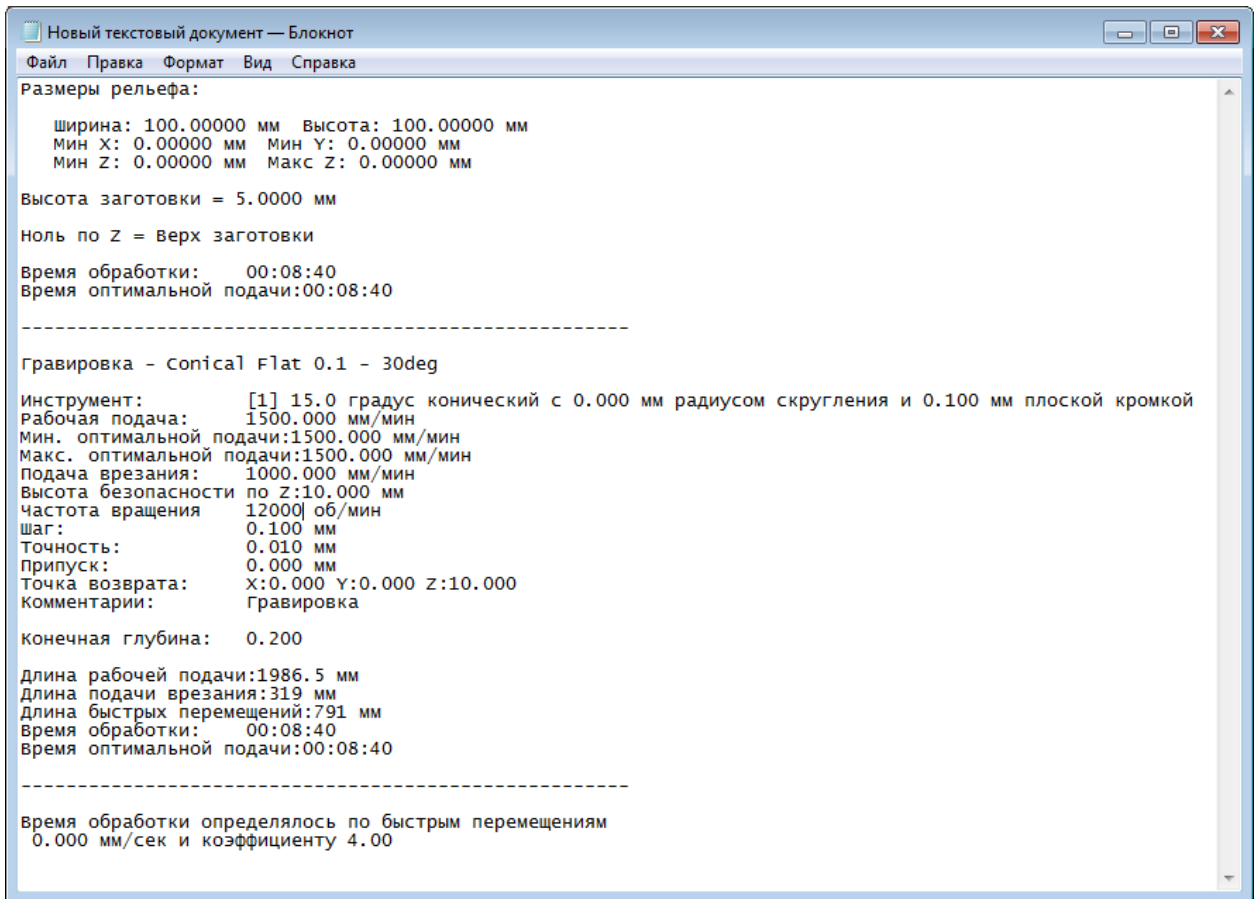 Новый текстовый документ — Блокнот
Файл Правка Формат Вид Справка
Размеры рельефа:
Ширина: 100.00000 мм Высота: 100.00000 мм
Мин X: 0.00000 мм Мин Y: 0.00000 мм
Мин Z: 0.00000 мм Макс Z: 0.00000 мм
Высота заготовки = 5.0000 мм
Ноль по Z = Верх заготовки
Время обработки: 00:08:40
Время оптимальной подачи:00:08:40
------------------------------------------------------
Гравировка - Conical Flat 0.1 - 30deg
Инструмент: [1] 15.0 градус конический с 0.000 мм радиусом скругления и 0.100 мм плоской кромкой
Рабочая подача: 1500.000 мм/мин
Мин. оптимальной подачи:1500.000 мм/мин
Макс. оптимальной подачи:1500.000 мм/мин
Подача врезания: 1000.000 мм/мин
Высота безопасности по Z:10.000 мм
Частота вращения 12000 об/мин
Шаг: 0.100 мм
Точность: 0.010 мм
Припуск: 0.000 мм
Точка возврата: X:0.000 Y:0.000 Z:10.000
Комментарии: Гравировка
Конечная глубина: 0.200
Длина рабочей подачи:1986.5 мм
Длина подачи врезания:319 мм
Длина быстрых перемещений:791 мм
Время обработки: 00:08:40
Время оптимальной подачи:00:08:40
------------------------------------------------------
Время обработки определялось по быстрым перемещениям
0.000 мм/сек и коэффициенту 4.00